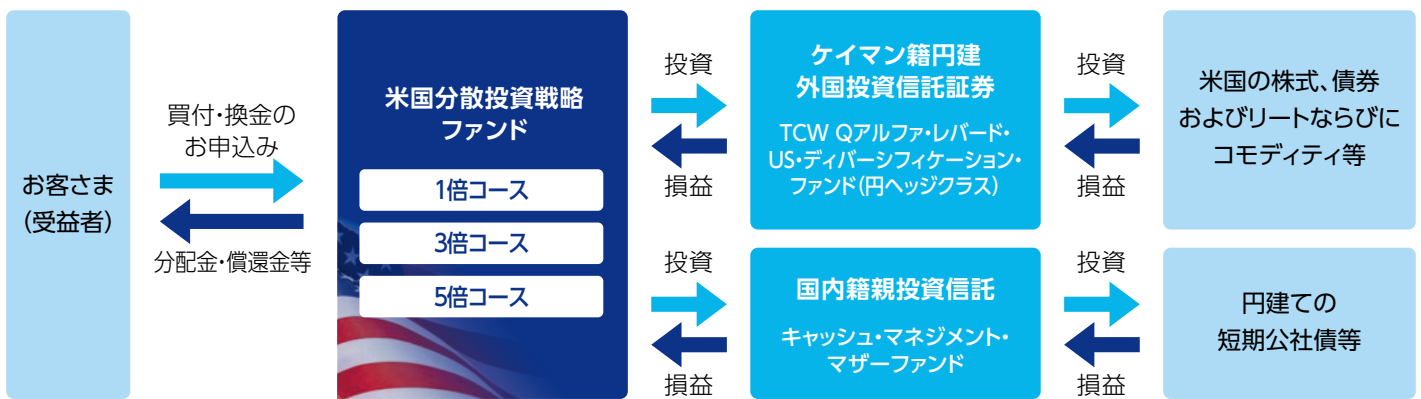 お客さま
(受益者)
買付・換金の
お申込み
分配金・償還金等
米国分散投資戦略
ファンド
1倍コース
3倍コース
5倍コース
投資
損益
ケイマン籍円建
外国投資信託証券
TCW Qアルファ・レバード・
US・ディバーシフィケーション・
ファンド(円ヘッジクラス)
投資
損益
米国の株式、債券
およびリートならびに
コモディティ等
投資
損益
国内籍親投資信託
キャッシュ・マネジメント・
マザーファンド
投資
損益
円建ての
短期公社債等